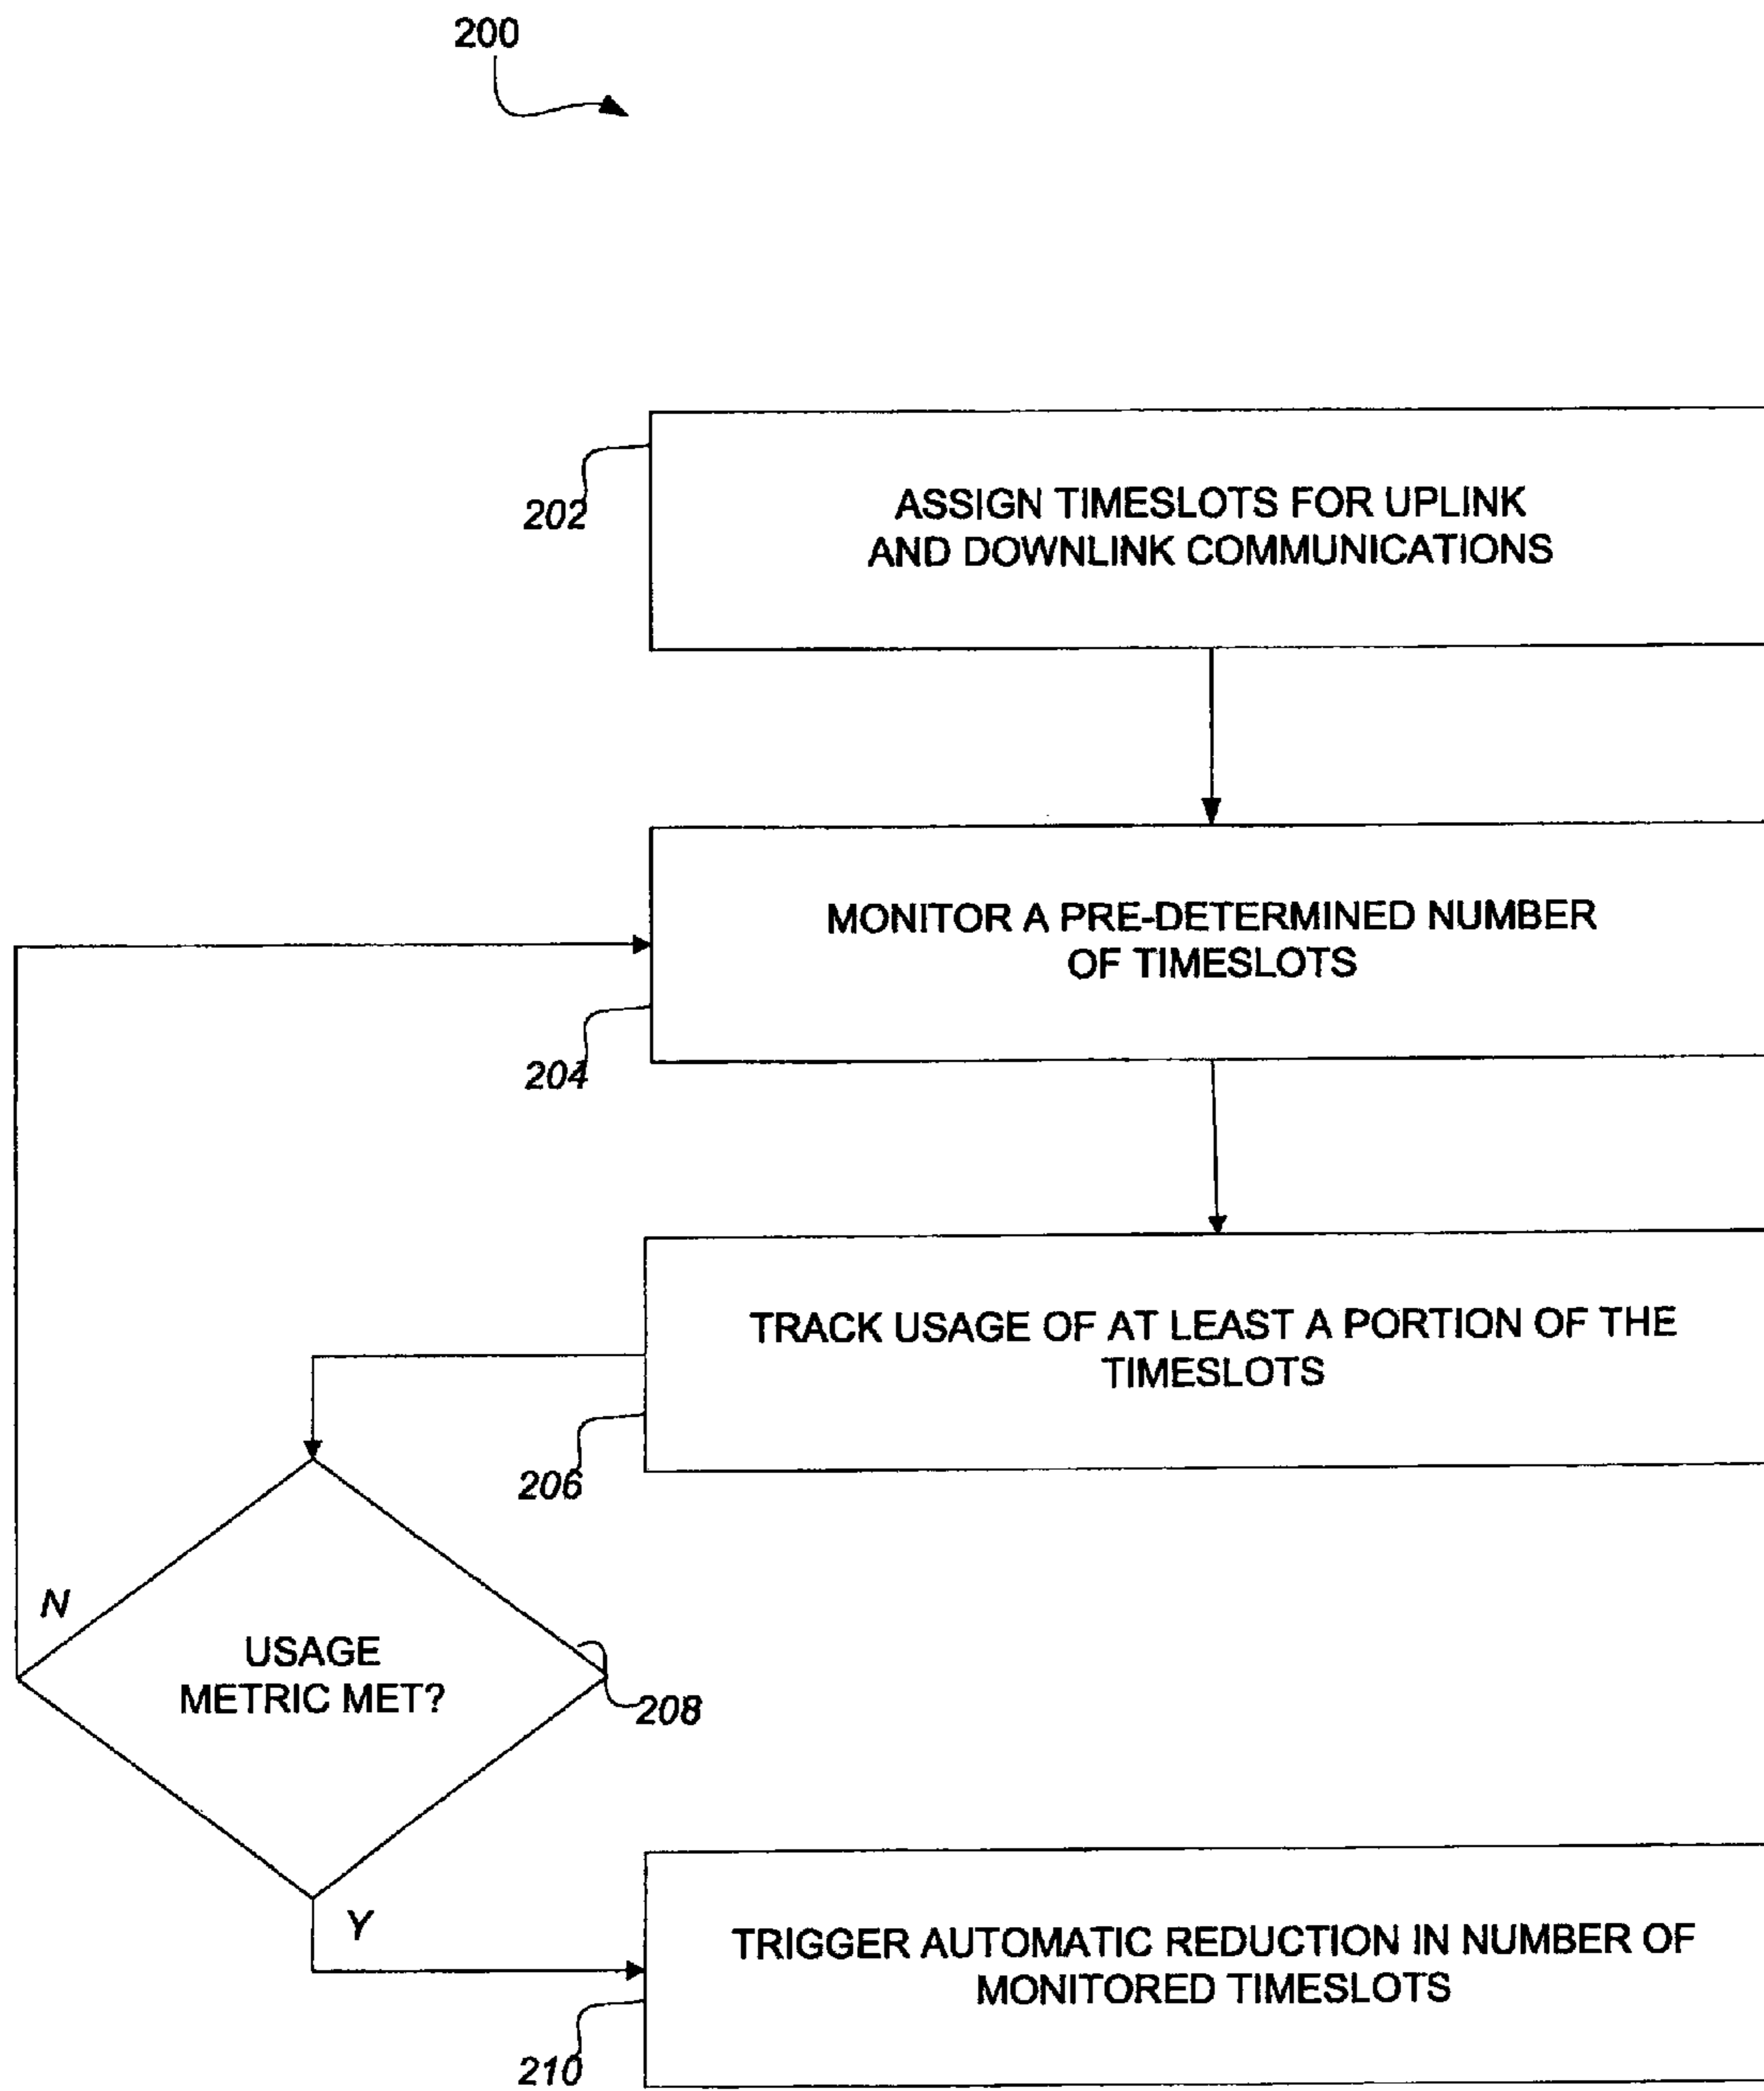 200
202
ASSIGN TIMESLOTS FOR UPLINK
AND DOWNLINK COMMUNICATIONS
MONITOR A PRE-DETERMINED NUMBER
OF TIMESLOTS
204
TRACK USAGE OF AT LEAST A PORTION OF THE
TIMESLOTS
206
N
USAGE
METRIC MET?
208
Y
TRIGGER AUTOMATIC REDUCTION IN NUMBER OF
MONITORED TIMESLOTS
210